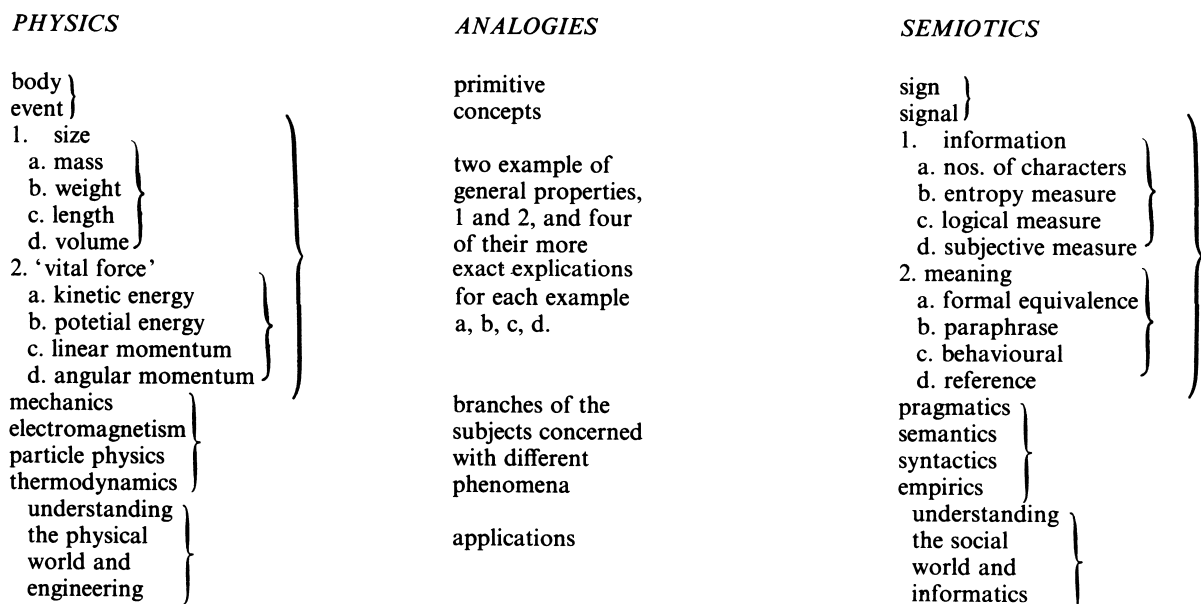 PHYSICS
body
event
1. size
a. mass
b. weight
c. length
d. volume
2. ‘vital force’
a. kinetic energy
b. potetial energy
c. linear momentum
d. angular momentum
mechanics
electromagnetism
particle physics
thermodynamics
understanding
the physical
world and
engineering
ANALOGIES
primitive
concepts
two example of
general properties,
1 and 2, and four
of their more
exact explications
for each example
a, b, c, d.
branches of the
subjects concerned
with different
phenomena
applications
SEMIOTICS
sign
signal
1. information
a. nos. of characters
b. entropy measure
c. logical measure
d. subjective measure
2. meaning
a. formal equivalence
b. paraphrase
c. behavioural
d. reference
pragmatics
semantics
syntactics
empirics
understanding
the social
world and
informatics